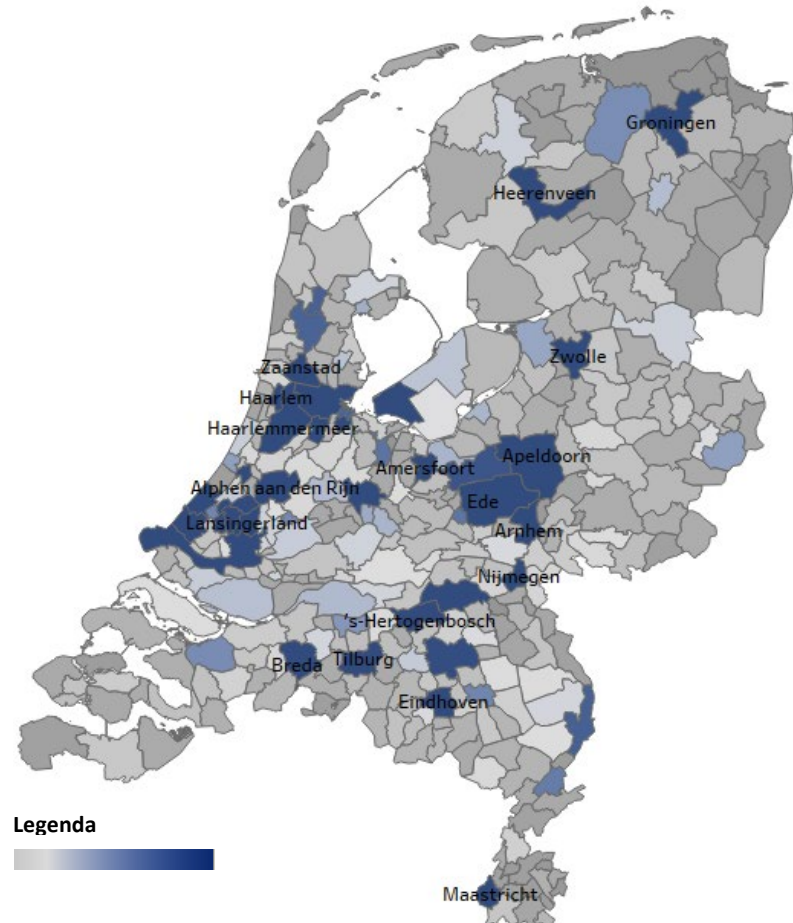 Groningen
Heerenveen
Zwolle
Zaanstad
Haarlem
Haarlemmermeer
Apeldoorn
Amersfoort
Alphen aan den Rijn
Ede
Lansingerland
Arnhem
Nijmegen
's-Hertogenbosch
Breda
Tilburg
Eindhoven
Legenda
Maastricht